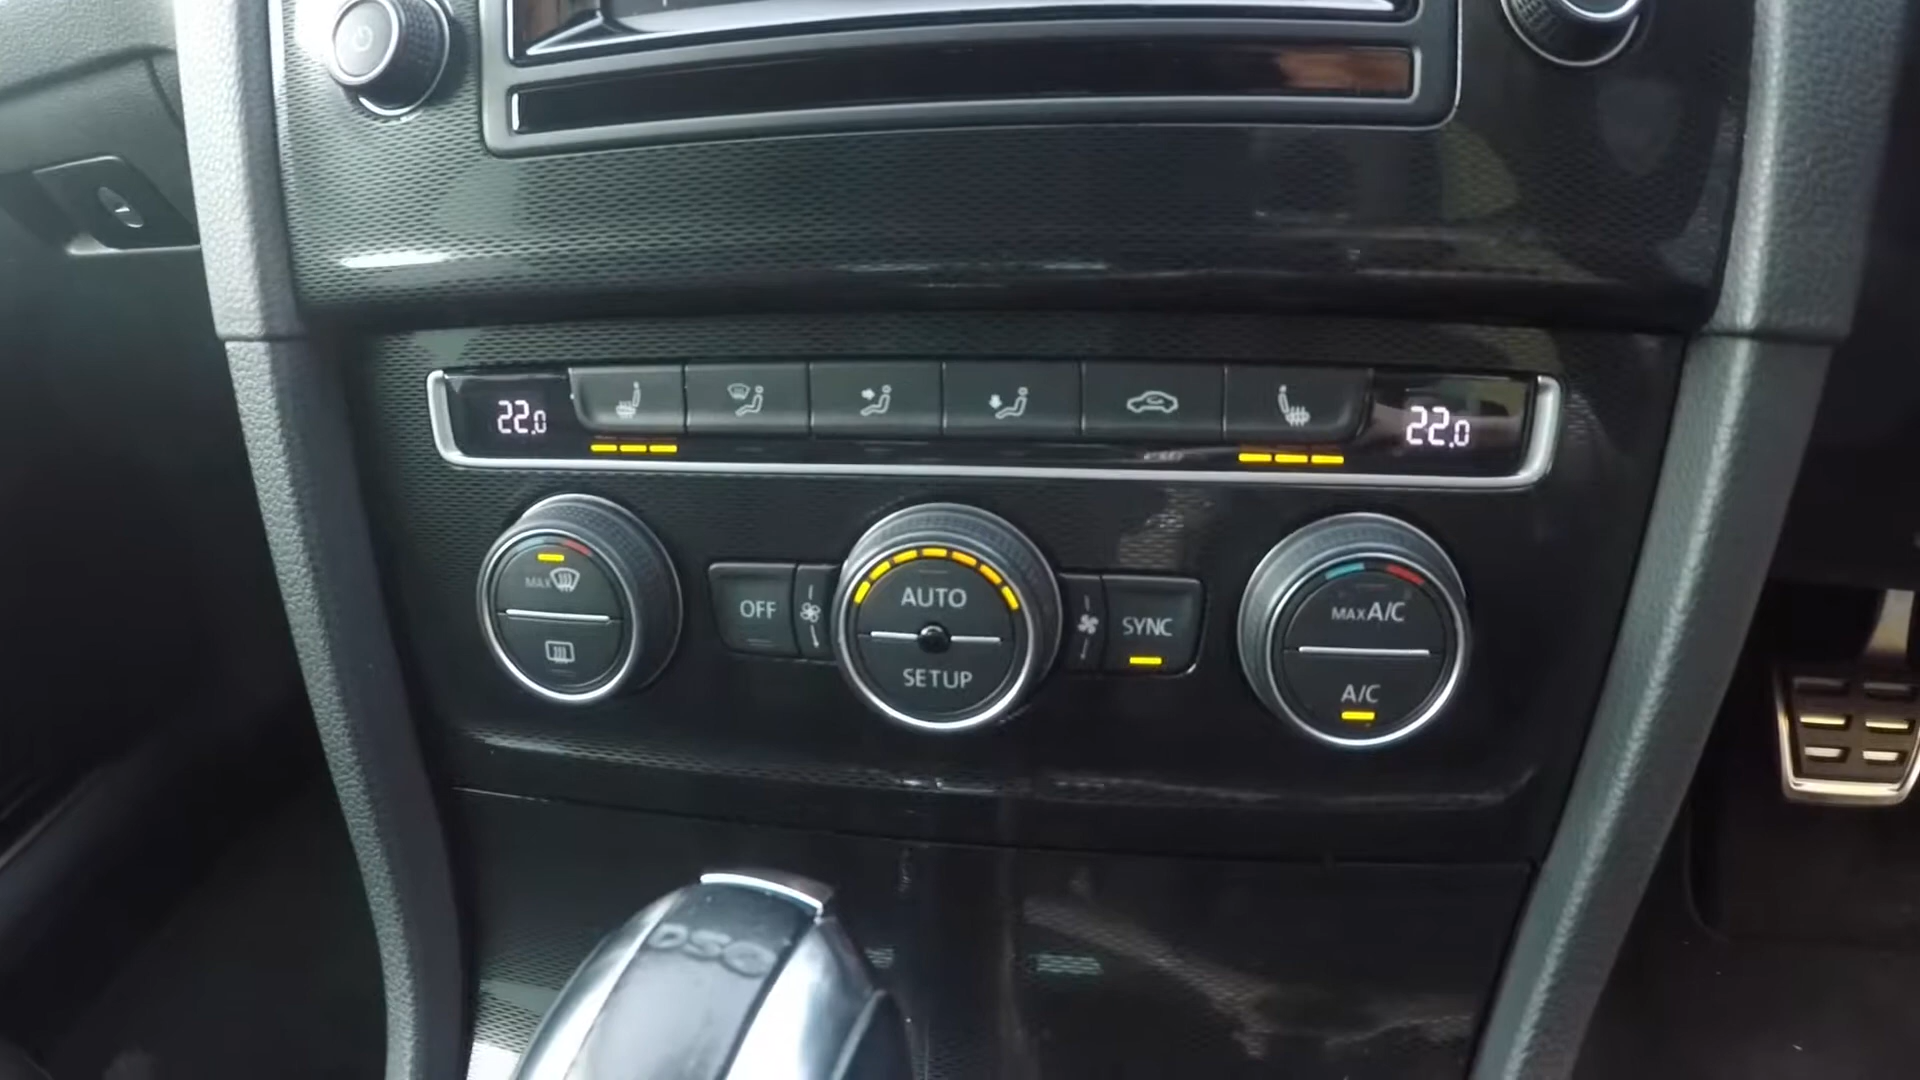 22.0
22.0
MAX
OFF
AUTO
SETUP
SYNC
MAX A/C
A/C
DSG